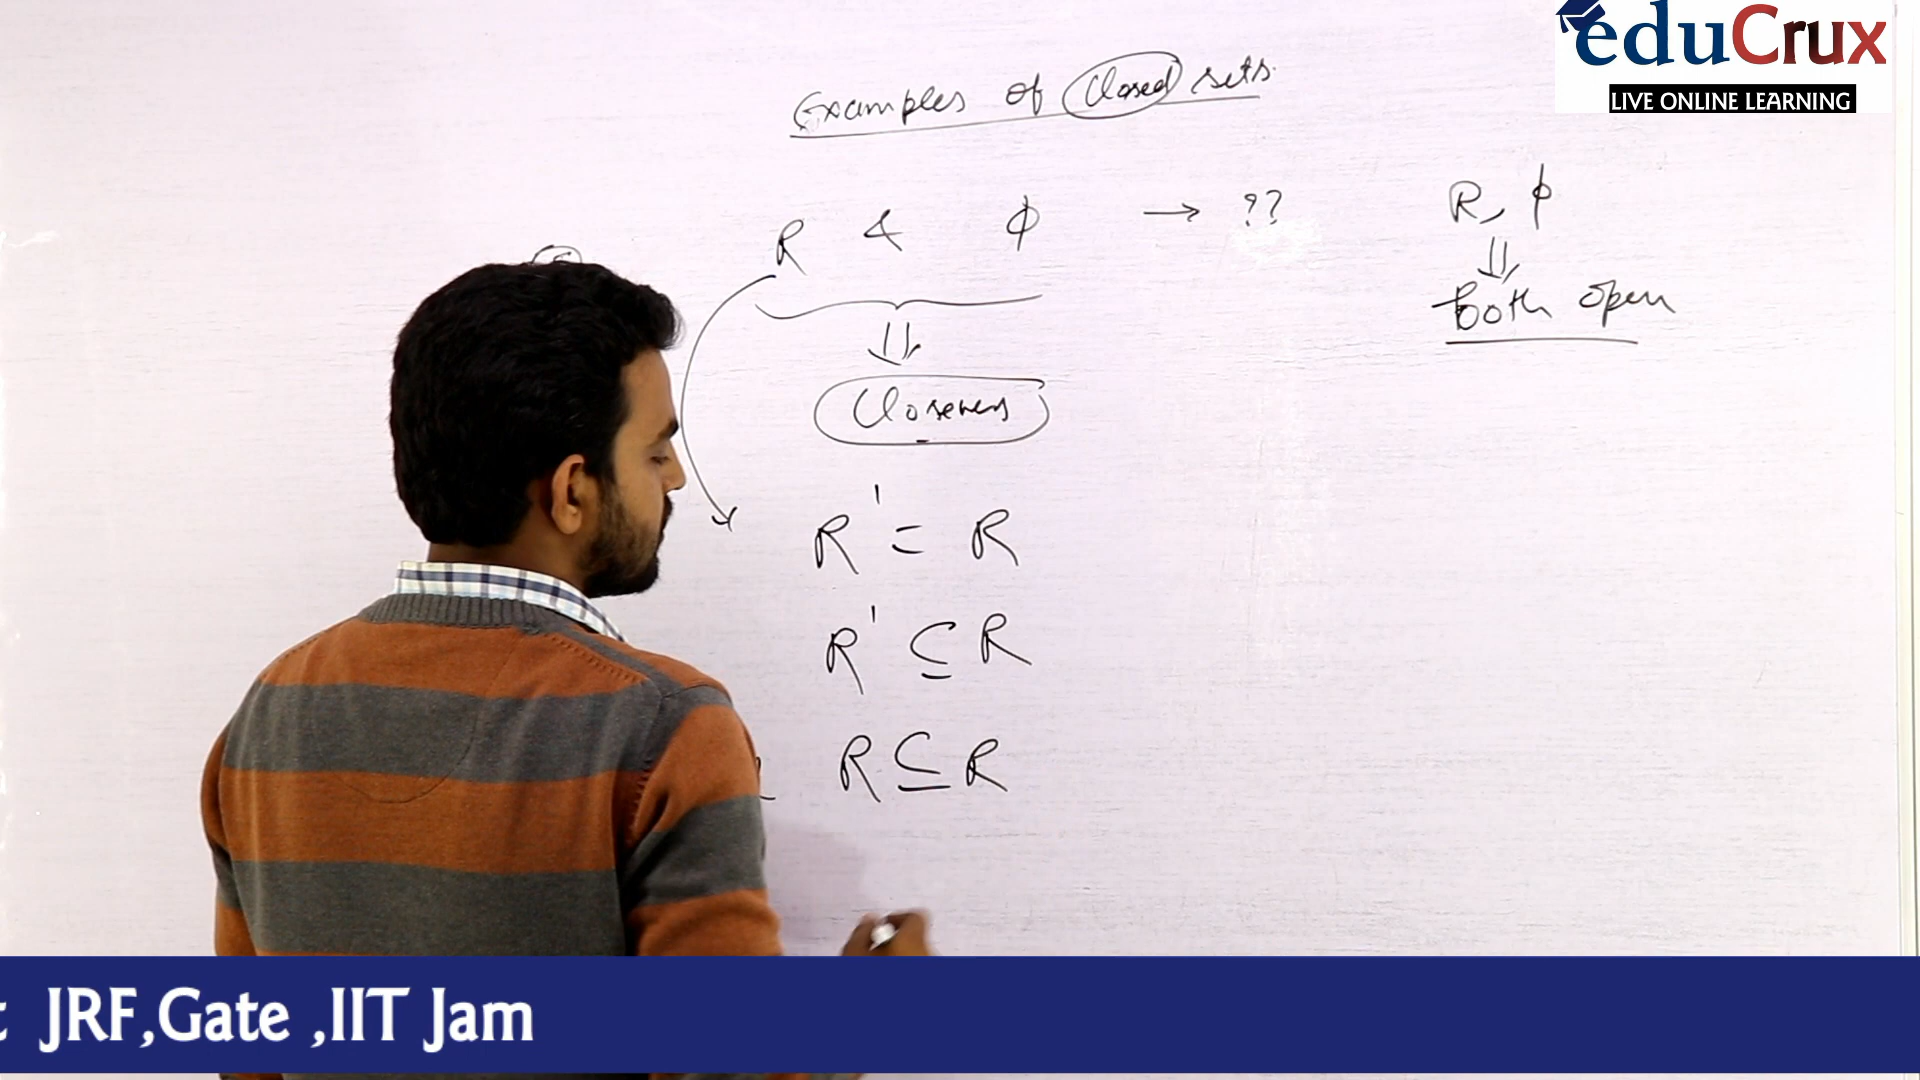 eduCrux
LIVE ONLINE LEARNING
Examples of Closed sets.
R & ϕ → ??
R, ϕ
⇓
Both open
⇓
Closeness
R' = R
R' ⊆ R
R ⊆ R
JRF,Gate ,IIT Jam